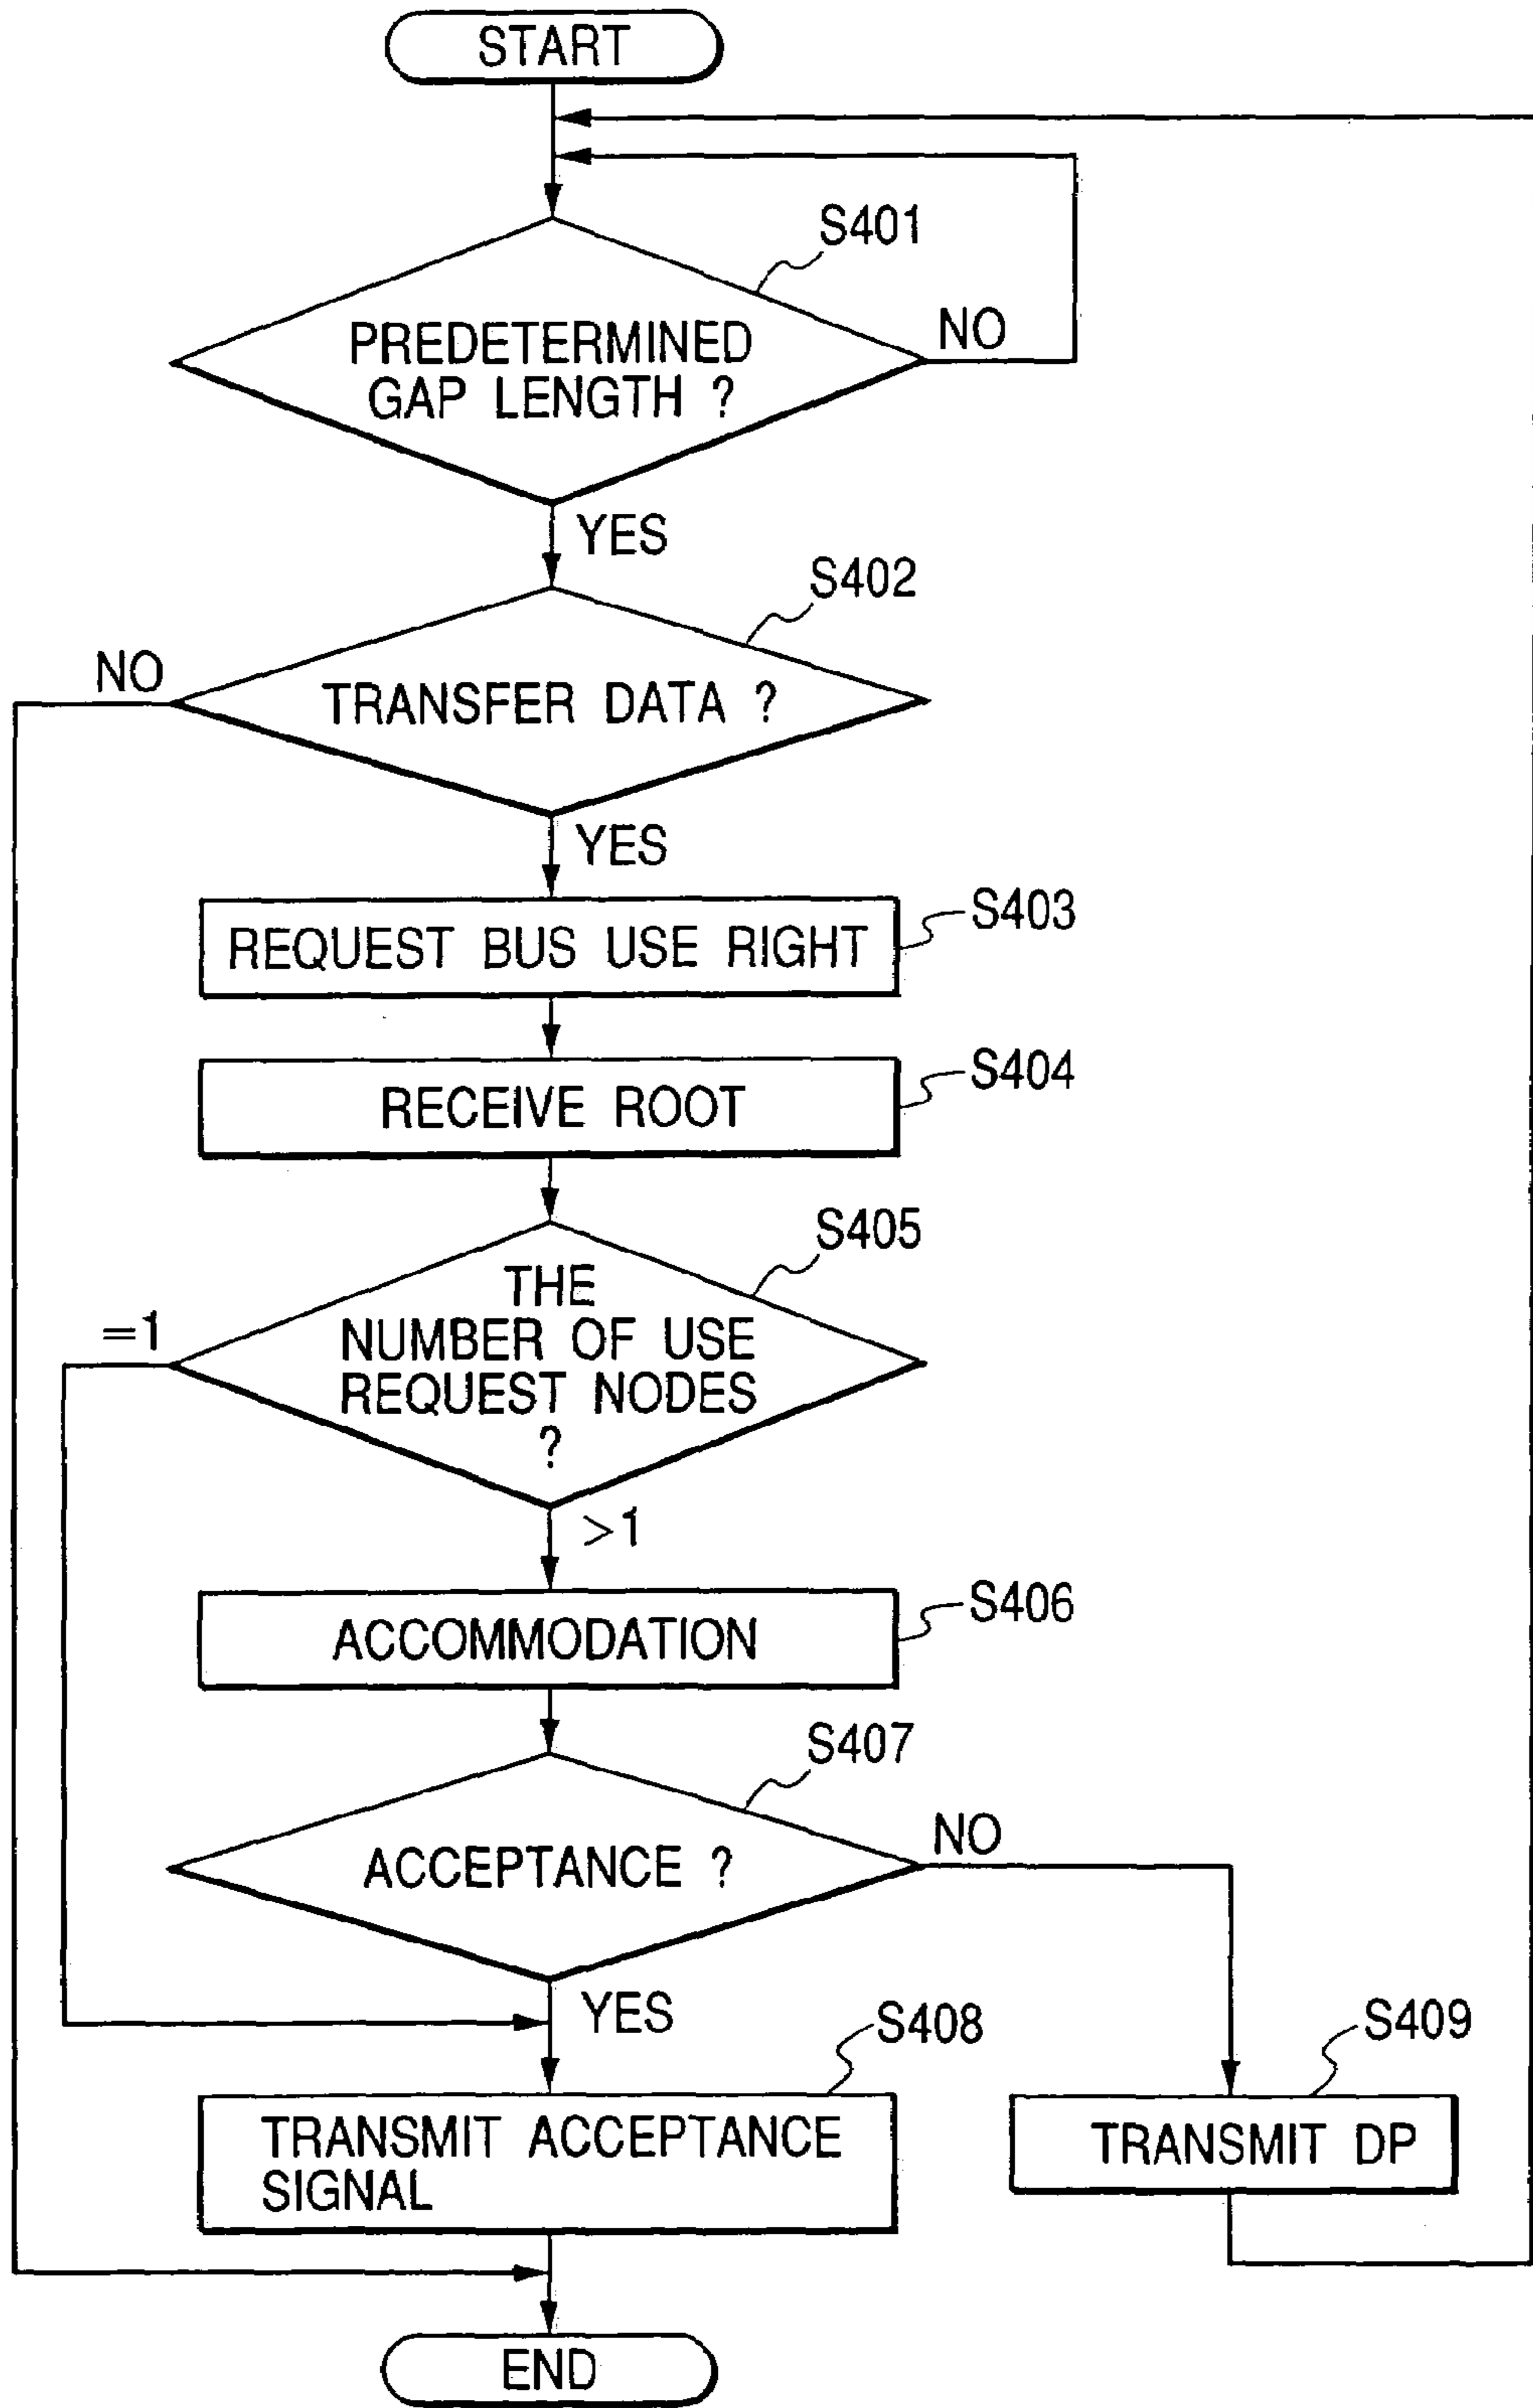 START
S401
PREDETERMINED
GAP LENGTH ?
NO
YES
S402
NO
TRANSFER DATA ?
YES
REQUEST BUS USE RIGHT
S403
RECEIVE ROOT
S404
S405
=1
THE
NUMBER OF USE
REQUEST NODES
?
>1
ACCOMMODATION
S406
S407
ACCEPTANCE ?
NO
YES
S408
S409
TRANSMIT ACCEPTANCE
SIGNAL
TRANSMIT DP
END